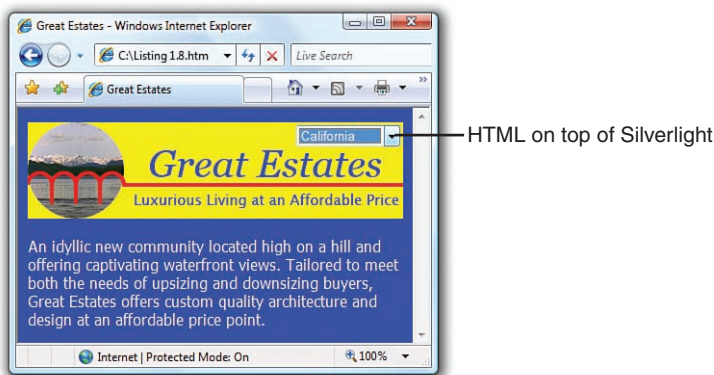 Great Estates - Windows Internet Explorer
C:\Listing 1.8.htm
Live Search
Great Estates
California
HTML on top of Silverlight
Great Estates
Luxurious Living at an Affordable Price
An idyllic new community located high on a hill and
offering captivating waterfront views. Tailored to meet
both the needs of upsizing and downsizing buyers,
Great Estates offers custom quality architecture and
design at an affordable price point.
Internet | Protected Mode: On
100%